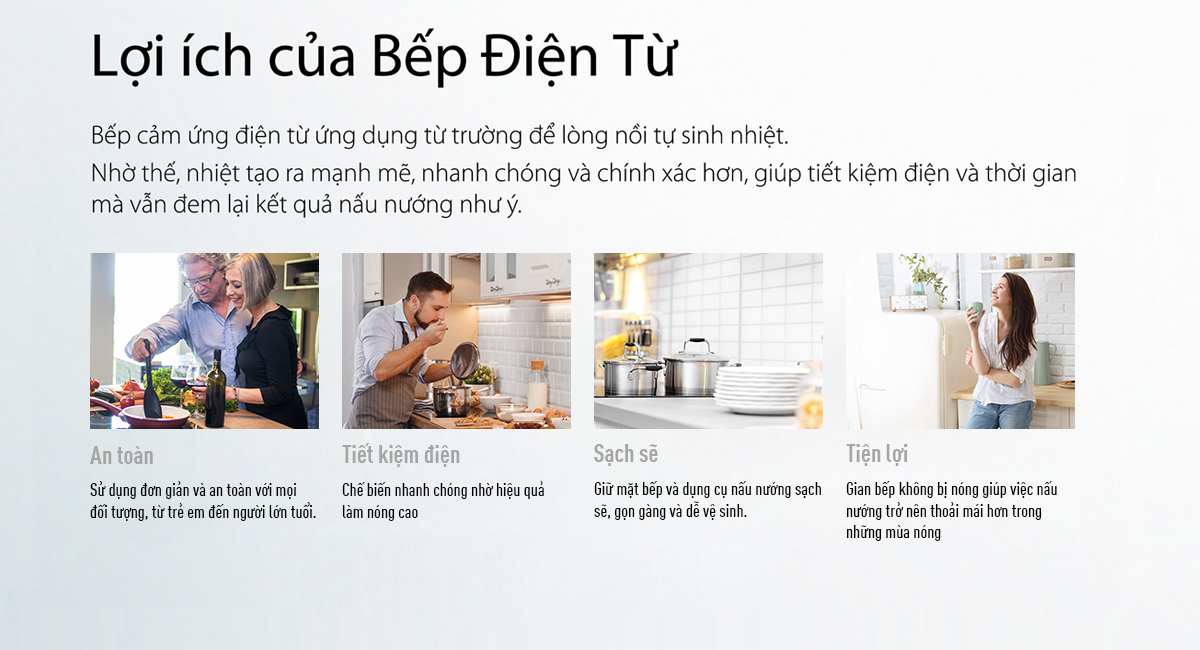 Lợi ích của Bếp Điện Từ
Bếp cảm ứng điện từ ứng dụng từ trường để lòng nồi tự sinh nhiệt.
Nhờ thế, nhiệt tạo ra mạnh mẽ, nhanh chóng và chính xác hơn, giúp tiết kiệm điện và thời gian
mà vẫn đem lại kết quả nấu nướng như ý.
An toàn
Sử dụng đơn giản và an toàn với mọi
đối tượng, từ trẻ em đến người lớn tuổi.
Tiết kiệm điện
Chế biến nhanh chóng nhờ hiệu quả
làm nóng cao
Sạch sẽ
Giữ mặt bếp và dụng cụ nấu nướng sạch
sẽ, gọn gàng và dễ vệ sinh.
Tiện lợi
Gian bếp không bị nóng giúp việc nấu
nướng trở nên thoải mái hơn trong
những mùa nóng